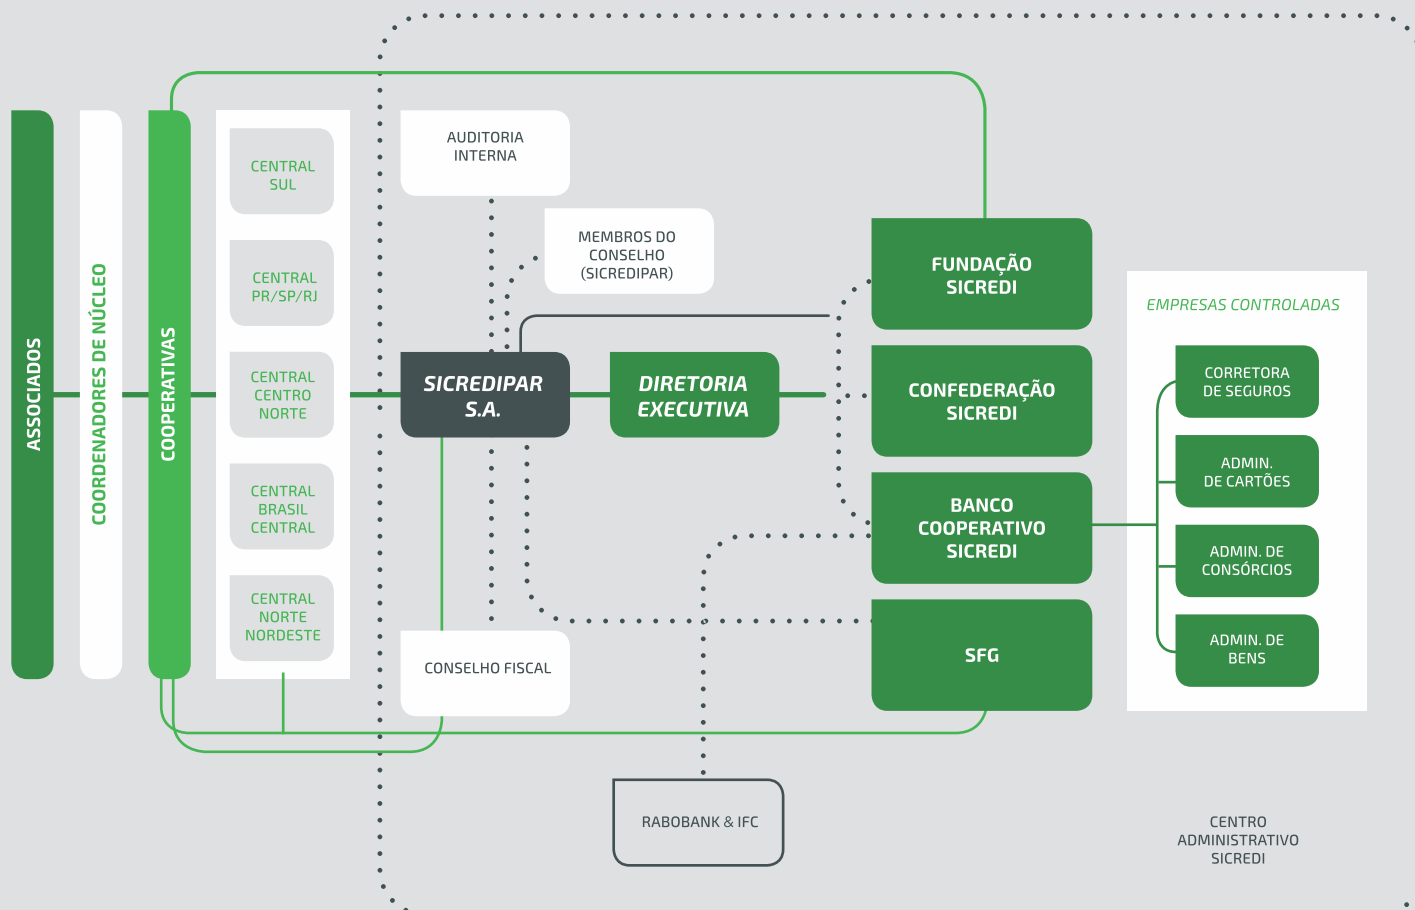 ASSOCIADOS
COORDENADORES DE NÚCLEO
COOPERATIVAS
CENTRAL
SUL
CENTRAL
PR/SP/RJ
CENTRAL
CENTRO
NORTE
CENTRAL
BRASIL
CENTRAL
CENTRAL
NORTE
NORDESTE
AUDITORIA
INTERNA
MEMBROS DO
CONSELHO
(SICREDIPAR)
SICREDIPAR
S.A.
DIRETORIA
EXECUTIVA
CONSELHO FISCAL
RABOBANK & IFC
FUNDAÇÃO
SICREDI
CONFEDERAÇÃO
SICREDI
BANCO
COOPERATIVO
SICREDI
SFG
EMPRESAS CONTROLADAS
CORRETORA
DE SEGUROS
ADMIN.
DE CARTÕES
ADMIN. DE
CONSÓRCIOS
ADMIN. DE
BENS
CENTRO
ADMINISTRATIVO
SICREDI